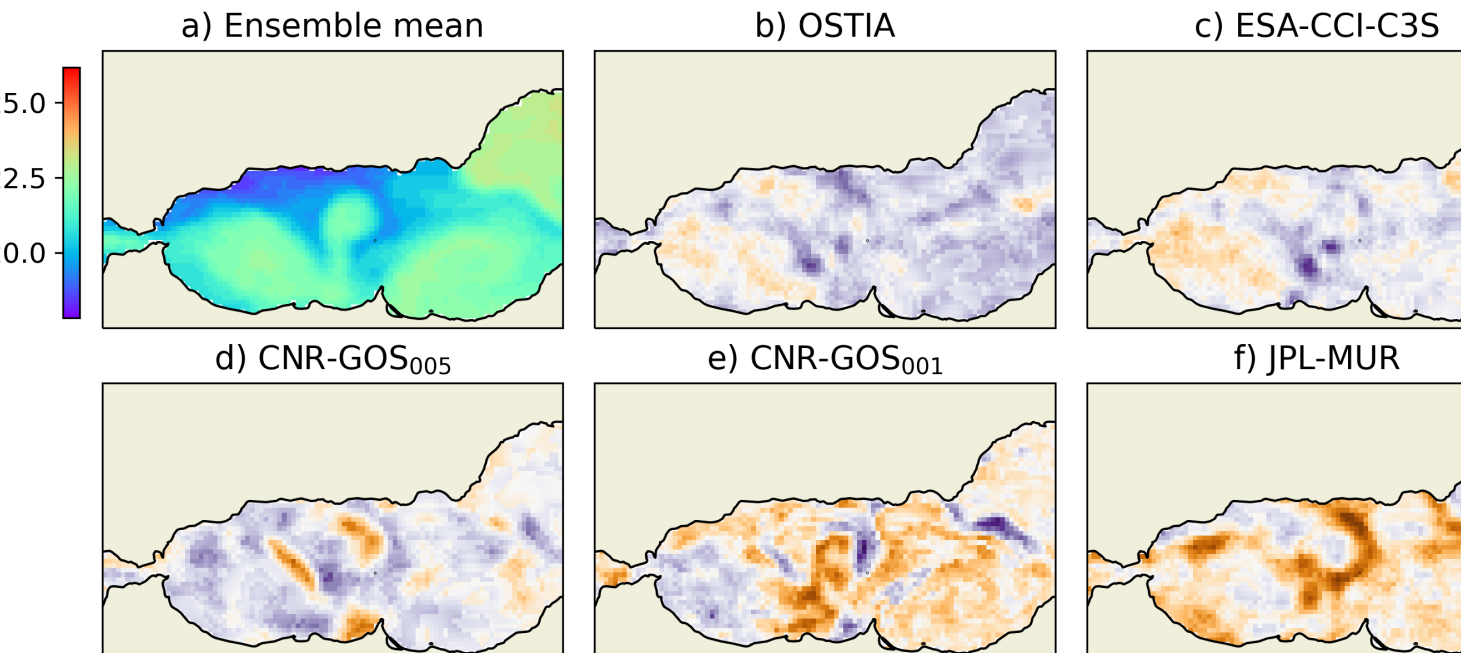 a) Ensemble mean
b) OSTIA
c) ESA-CCI-C3S
5.0
2.5
0.0
d) CNR-GOS₀₀₅
e) CNR-GOS₀₀₁
f) JPL-MUR